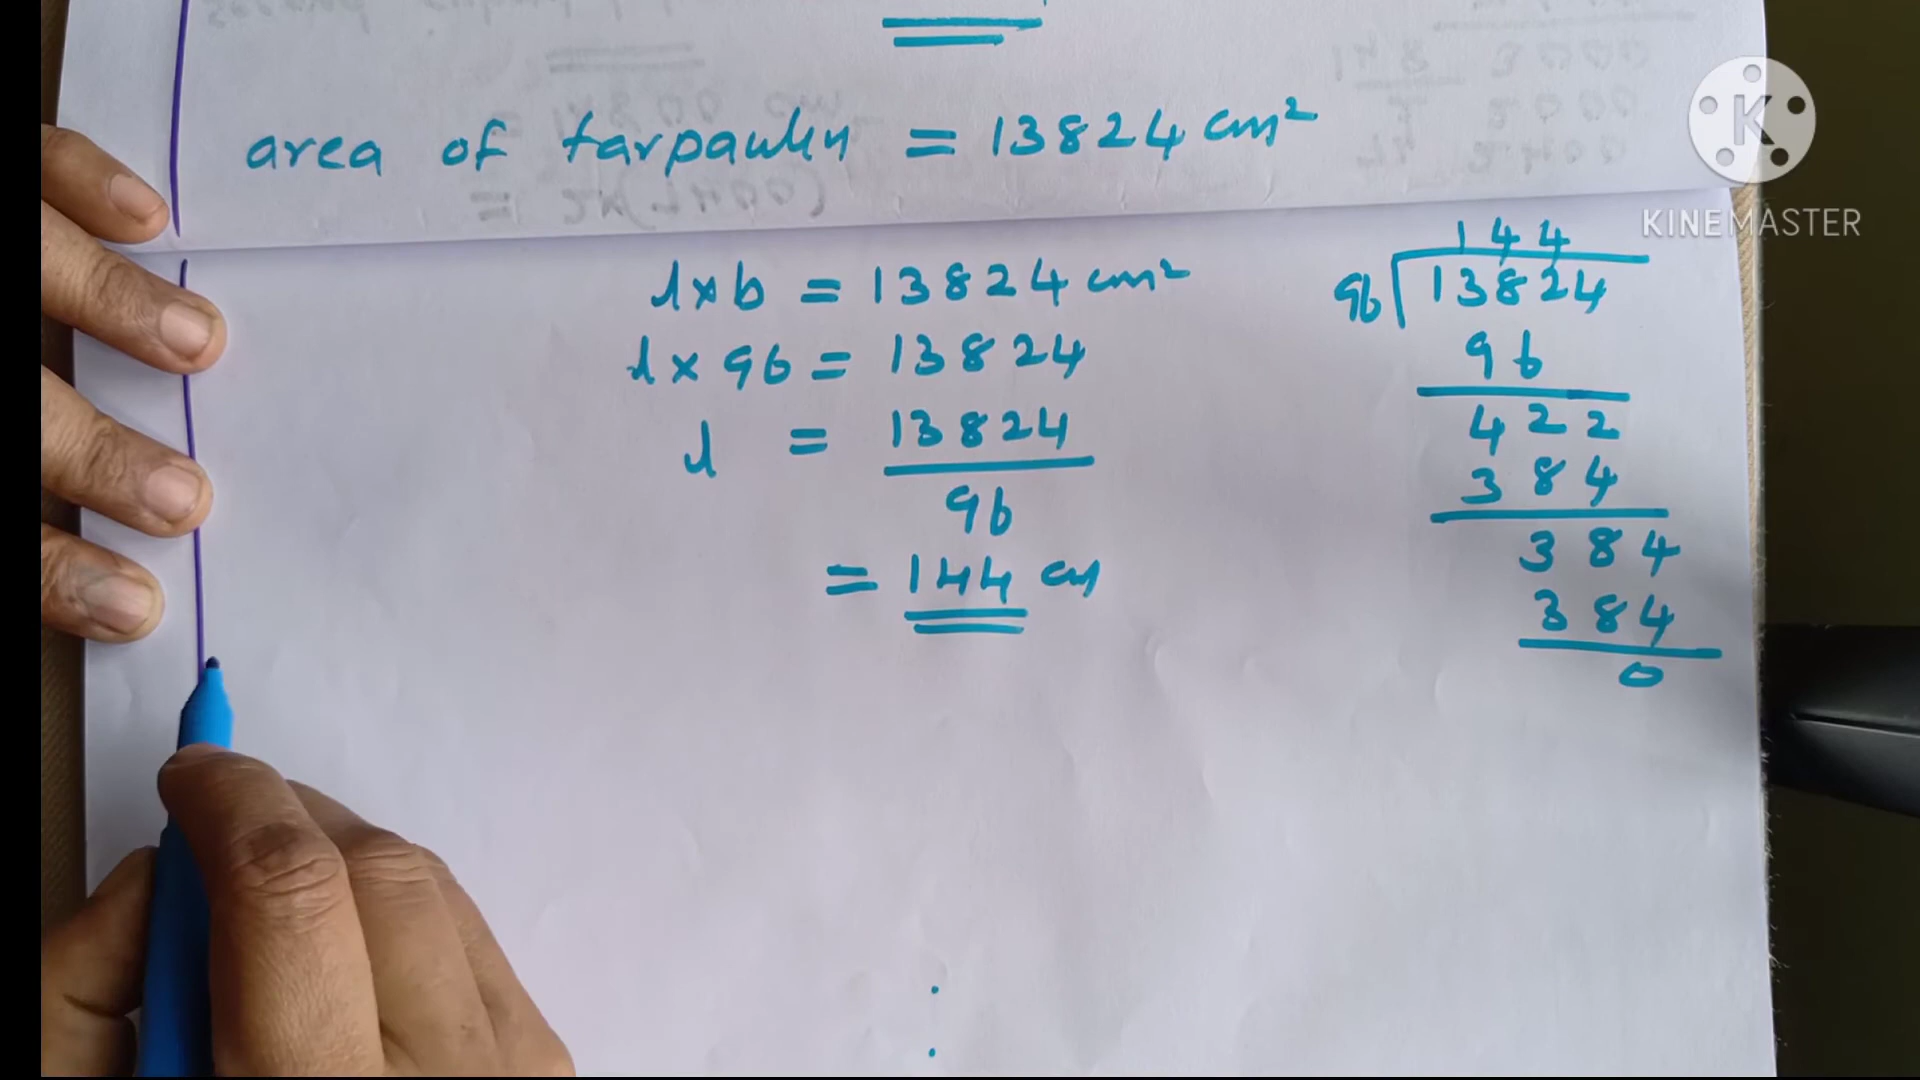 area of tarpaulin = 13824 cm²
l × b = 13824 cm²
l × 96 = 13824
l = 13824
96
= 144 cm
144
96 13824
96
422
384
384
384
0
K
KINEMASTER